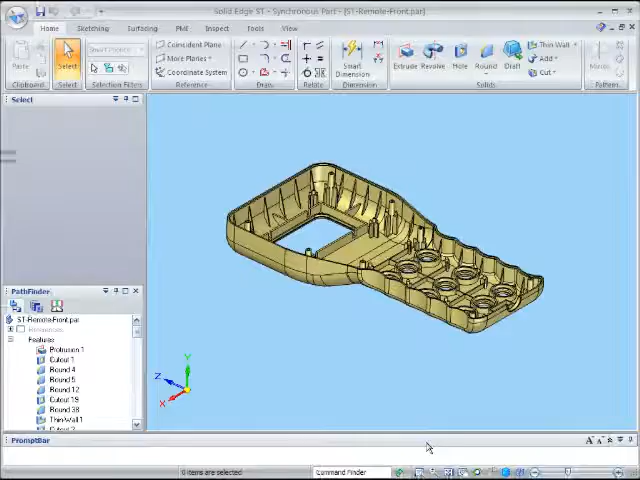 Solid Edge ST - Synchronous Part - [ST-Remote-Front.par]
Home Sketching Surfacing PMI Inspect Tools View
Coincident Plane
More Planes
Coordinate System
Paste Select
Smart Dimension
Extrude Revolve Hole Round Draft
Thin Wall
Add
Cut
Mirror
Clipboard Select Selection Filters Reference Draw Relate Dimension Solids Pattern
Select
PathFinder
ST-Remote-Front.par
Features
Protrusion 1
Cutout 1
Round 4
Round 5
Round 12
Cutout 19
Round 38
Thin Wall 1
Y
Z
X
PromptBar
0 items are selected
Command Finder